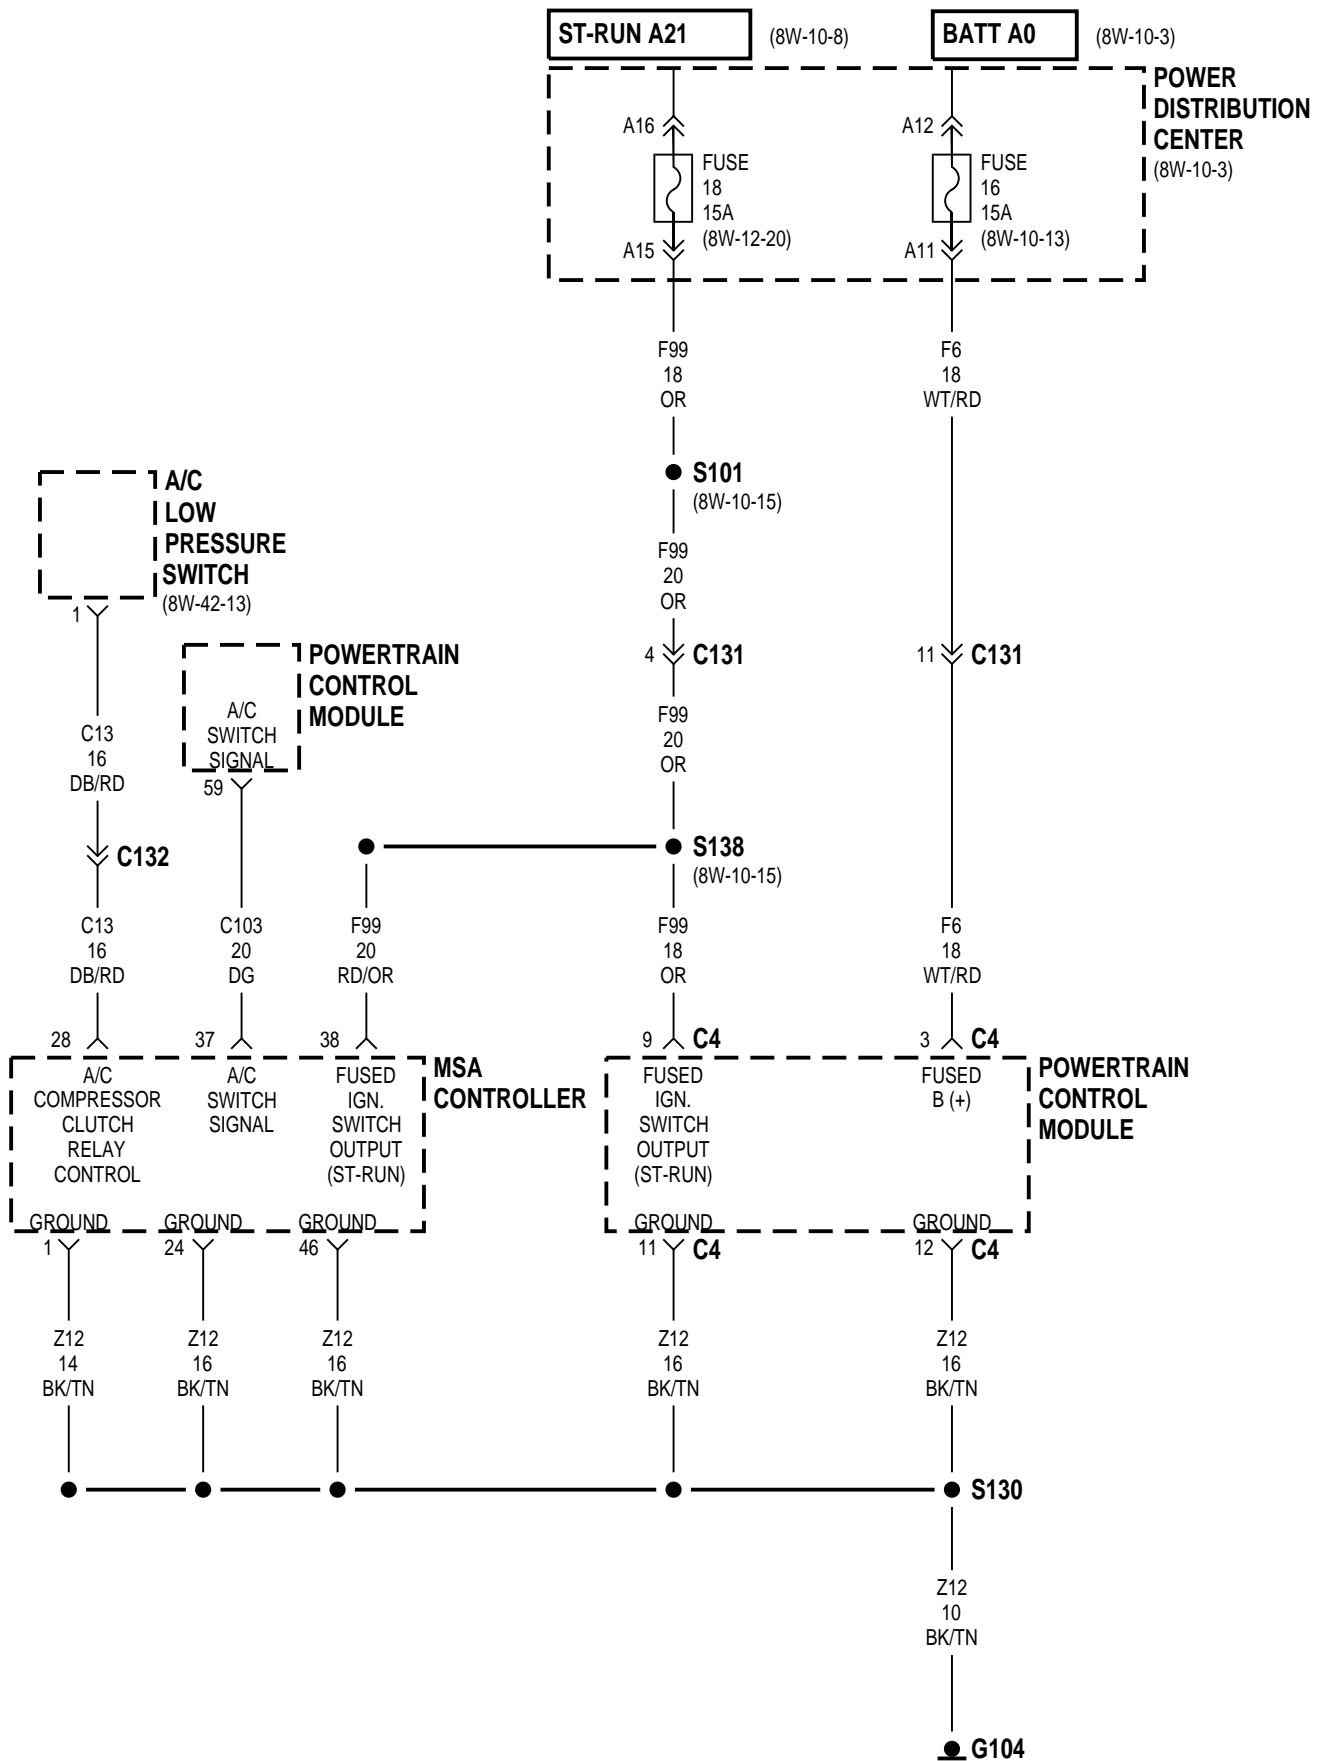 ST-RUN A21
(8W-10-8)
BATT A0
(8W-10-3)
POWER
DISTRIBUTION
CENTER
(8W-10-3)
A16
FUSE
18
15A
(8W-12-20)
A15
A12
FUSE
16
15A
(8W-10-13)
A11
F99
18
OR
F6
18
WT/RD
S101
(8W-10-15)
A/C
LOW
PRESSURE
SWITCH
(8W-42-13)
1
F99
20
OR
POWERTRAIN
CONTROL
MODULE
A/C
SWITCH
SIGNAL
59
4
C131
11
C131
C13
16
DB/RD
F99
20
OR
C132
S138
(8W-10-15)
C13
16
DB/RD
C103
20
DG
F99
20
RD/OR
F99
18
OR
F6
18
WT/RD
28
37
38
9
C4
3
C4
MSA
CONTROLLER
A/C
COMPRESSOR
CLUTCH
RELAY
CONTROL
A/C
SWITCH
SIGNAL
FUSED
IGN.
SWITCH
OUTPUT
(ST-RUN)
FUSED
IGN.
SWITCH
OUTPUT
(ST-RUN)
FUSED
B (+)
POWERTRAIN
CONTROL
MODULE
GROUND
GROUND
GROUND
GROUND
GROUND
1
24
46
11
C4
12
C4
Z12
14
BK/TN
Z12
16
BK/TN
Z12
16
BK/TN
Z12
16
BK/TN
Z12
16
BK/TN
S130
Z12
10
BK/TN
G104